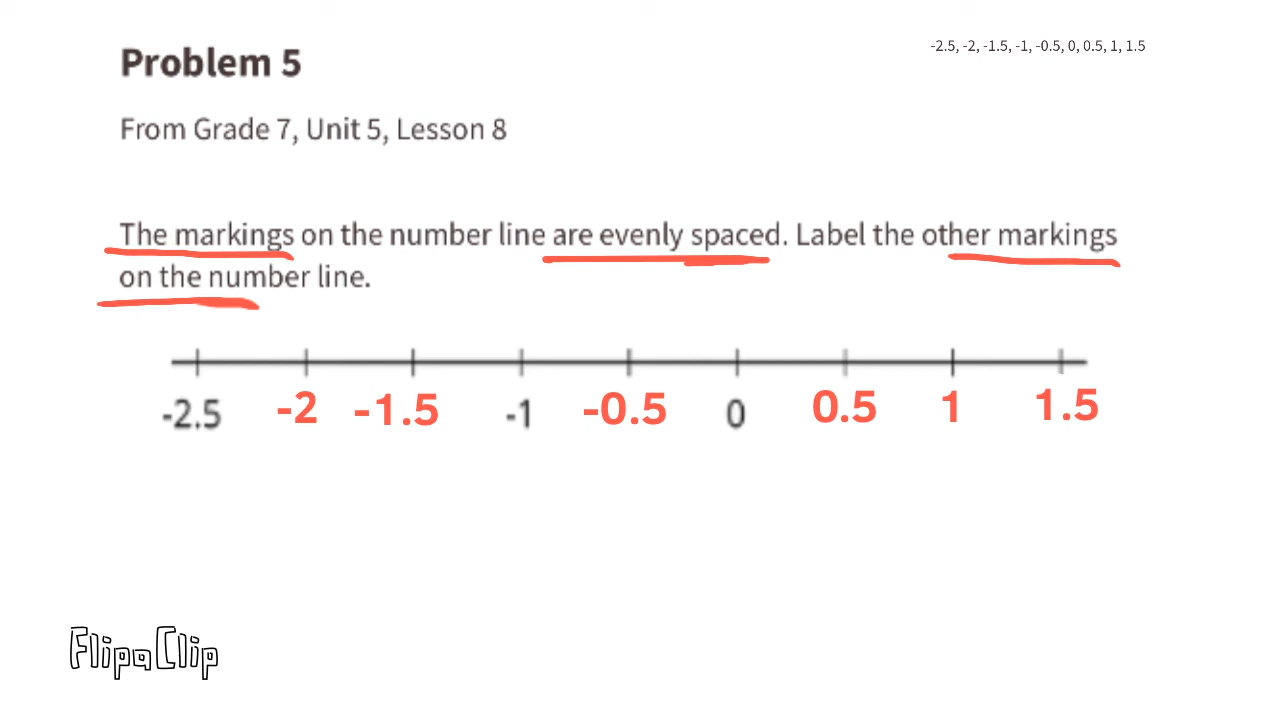 Problem 5
-2.5, -2, -1.5, -1, -0.5, 0, 0.5, 1, 1.5
From Grade 7, Unit 5, Lesson 8
The markings on the number line are evenly spaced. Label the other markings
on the number line.
-2.5 -2 -1.5 -1 -0.5 0 0.5 1 1.5
FlipaClip